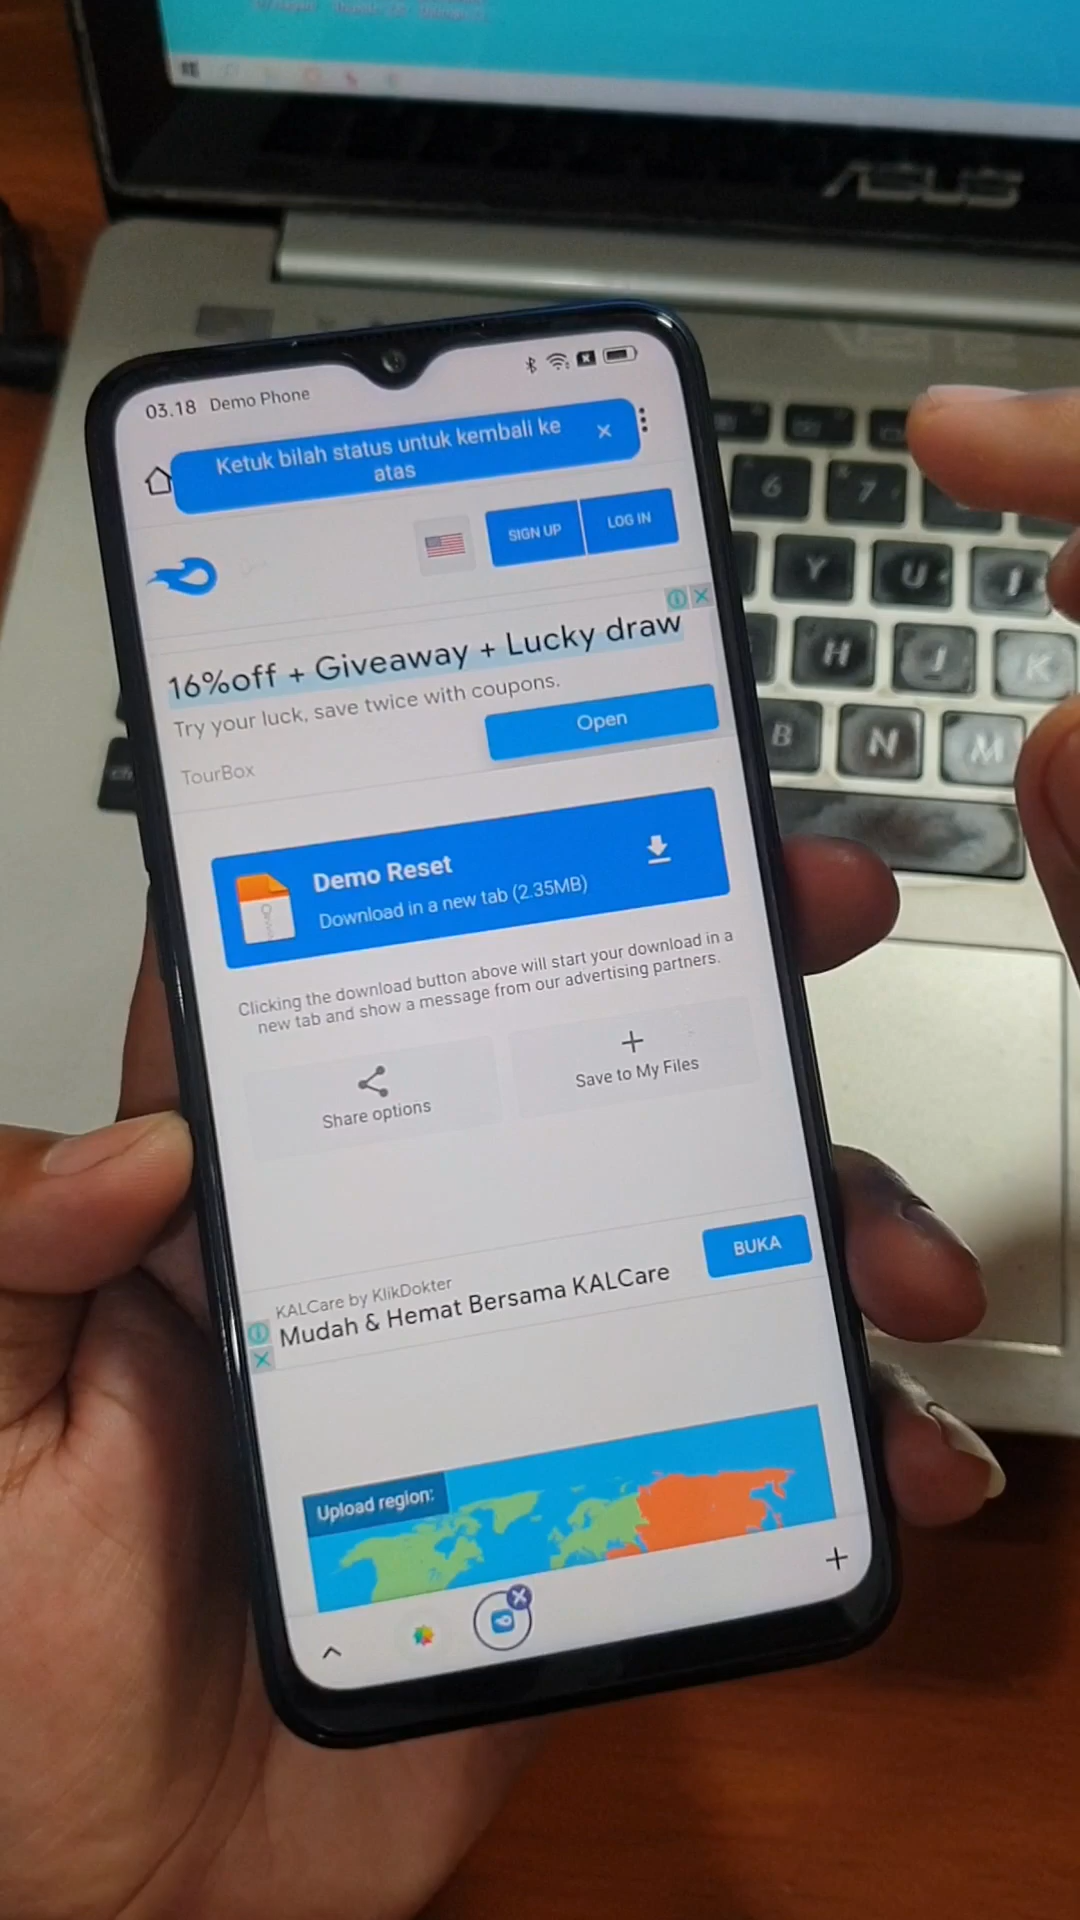 ASUS
03.18 Demo Phone
Ketuk bilah status untuk kembali ke
atas
SIGN UP
LOG IN
16%off + Giveaway + Lucky draw
Try your luck, save twice with coupons.
Open
TourBox
Demo Reset
Download in a new tab (2.35MB)
Clicking the download button above will start your download in a
new tab and show a message from our advertising partners.
Share options
Save to My Files
KALCare by KlikDokter
Mudah & Hemat Bersama KALCare
BUKA
Upload region:
6
7
Y
U
I
H
J
K
B
N
M